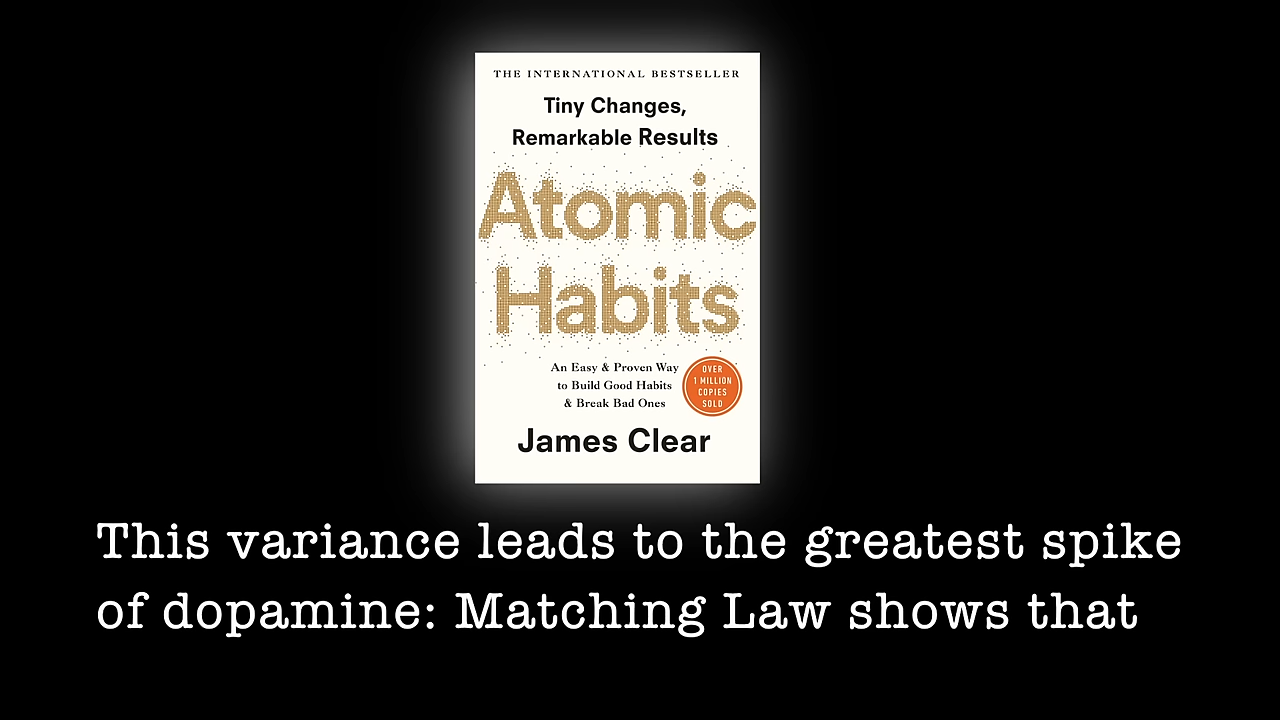 THE INTERNATIONAL BESTSELLER
Tiny Changes,
Remarkable Results
Atomic
Habits
An Easy & Proven Way
to Build Good Habits
& Break Bad Ones
OVER
1 MILLION
COPIES
SOLD
James Clear
This variance leads to the greatest spike
of dopamine: Matching Law shows that